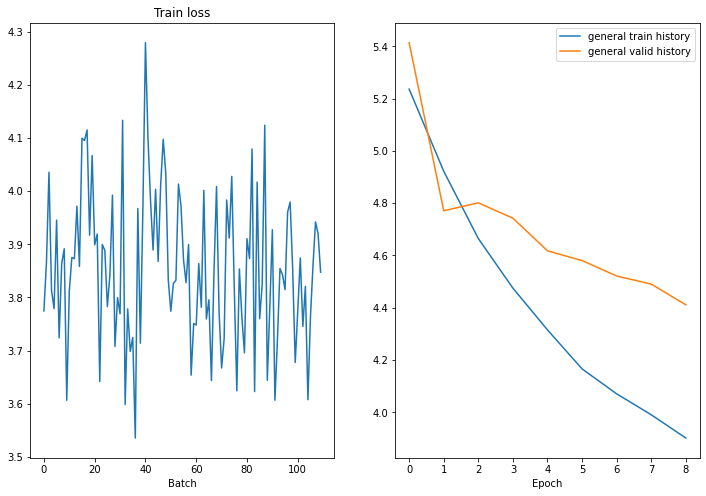 Train loss
4.3
4.2
4.1
4.0
3.9
3.8
3.7
3.6
3.5
0 20 40 60 80 100
Batch
general train history
general valid history
5.4
5.2
5.0
4.8
4.6
4.4
4.2
4.0
0 1 2 3 4 5 6 7 8
Epoch